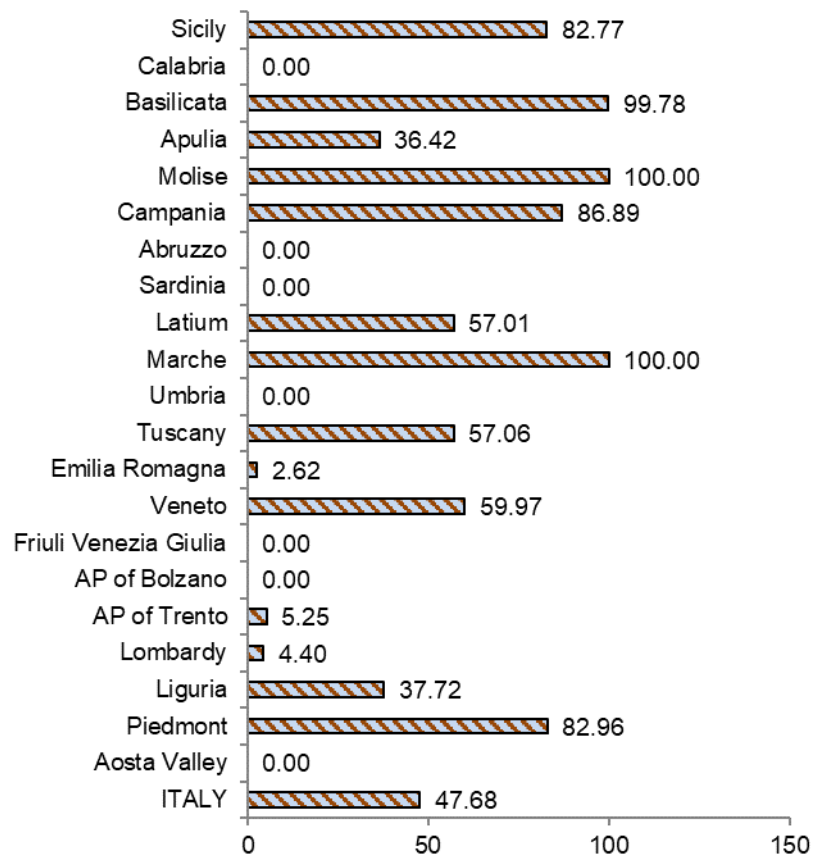 Sicily 82.77
Calabria 0.00
Basilicata 99.78
Apulia 36.42
Molise 100.00
Campania 86.89
Abruzzo 0.00
Sardinia 0.00
Latium 57.01
Marche 100.00
Umbria 0.00
Tuscany 57.06
Emilia Romagna 2.62
Veneto 59.97
Friuli Venezia Giulia 0.00
AP of Bolzano 0.00
AP of Trento 5.25
Lombardy 4.40
Liguria 37.72
Piedmont 82.96
Aosta Valley 0.00
ITALY 47.68
0 50 100 150